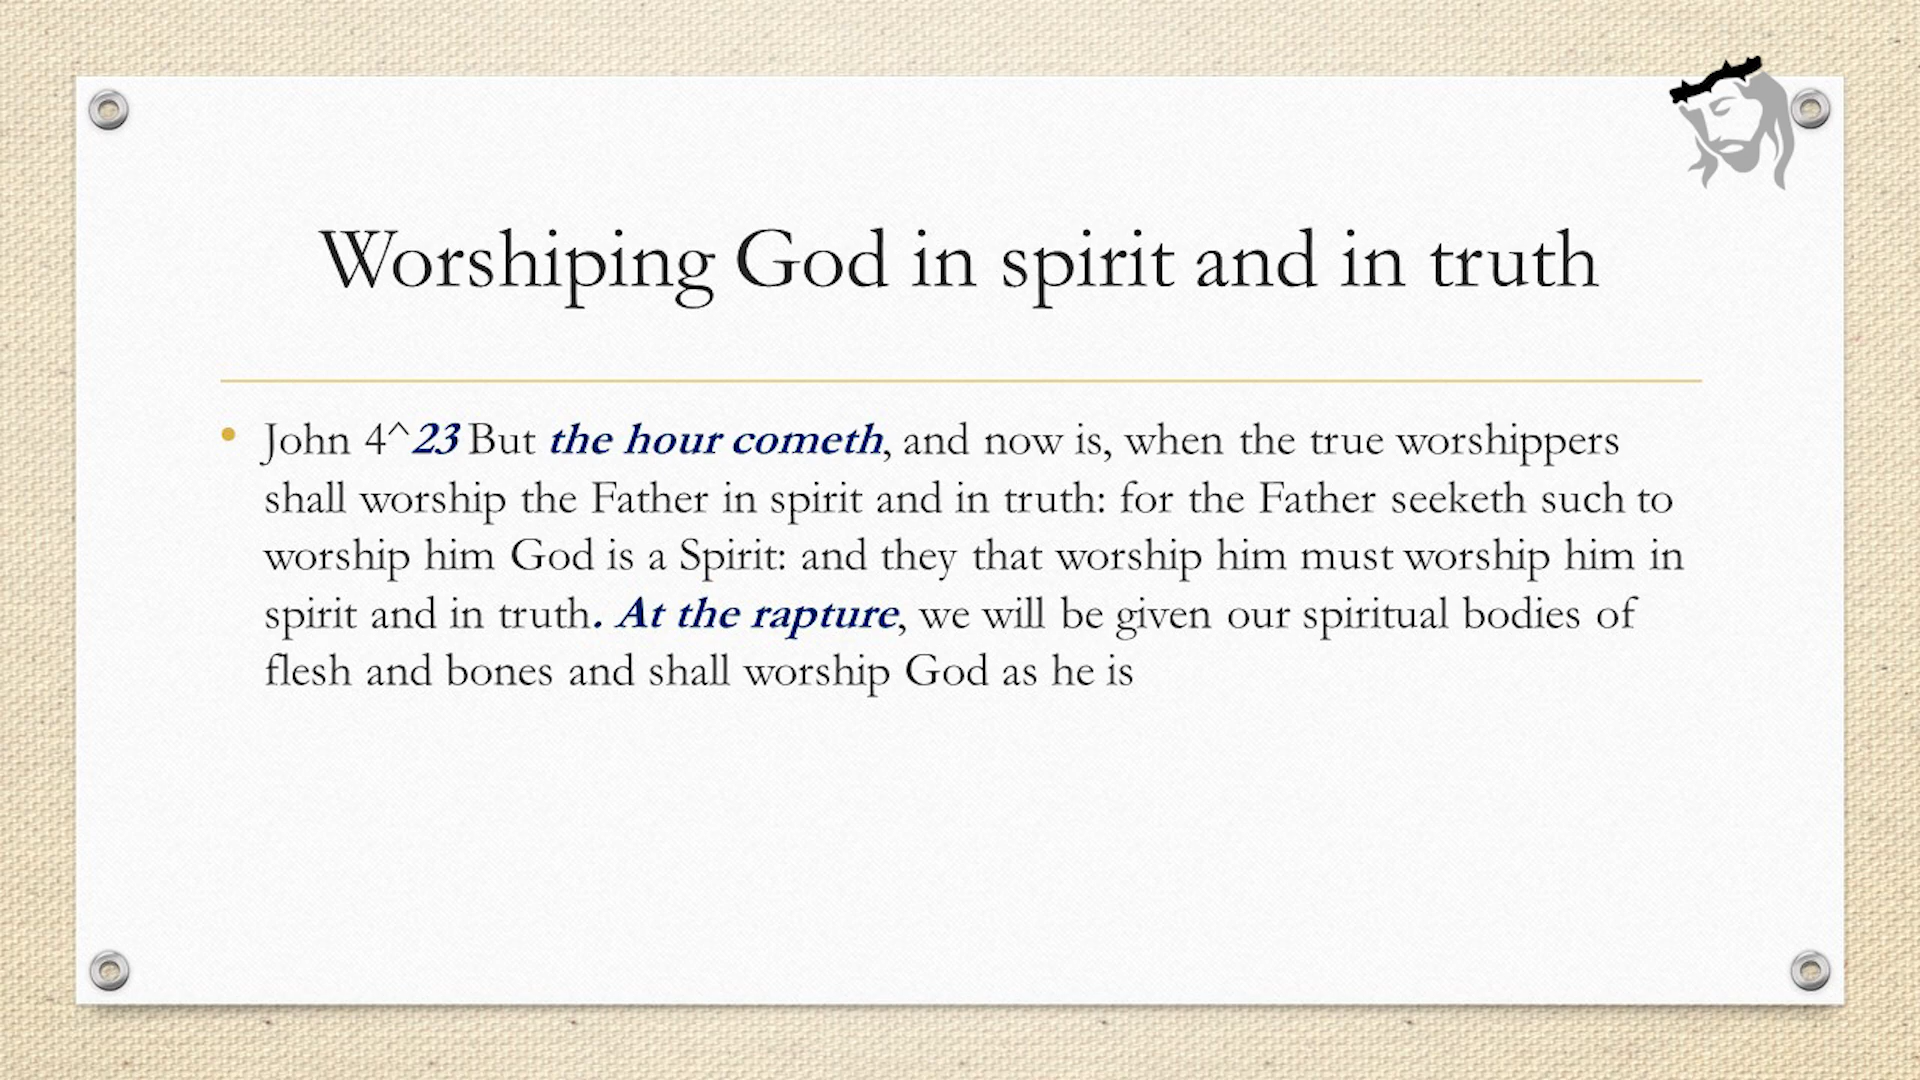 Worshiping God in spirit and in truth
• John 4^23 But the hour cometh, and now is, when the true worshippers
shall worship the Father in spirit and in truth: for the Father seeketh such to
worship him God is a Spirit: and they that worship him must worship him in
spirit and in truth. At the rapture, we will be given our spiritual bodies of
flesh and bones and shall worship God as he is